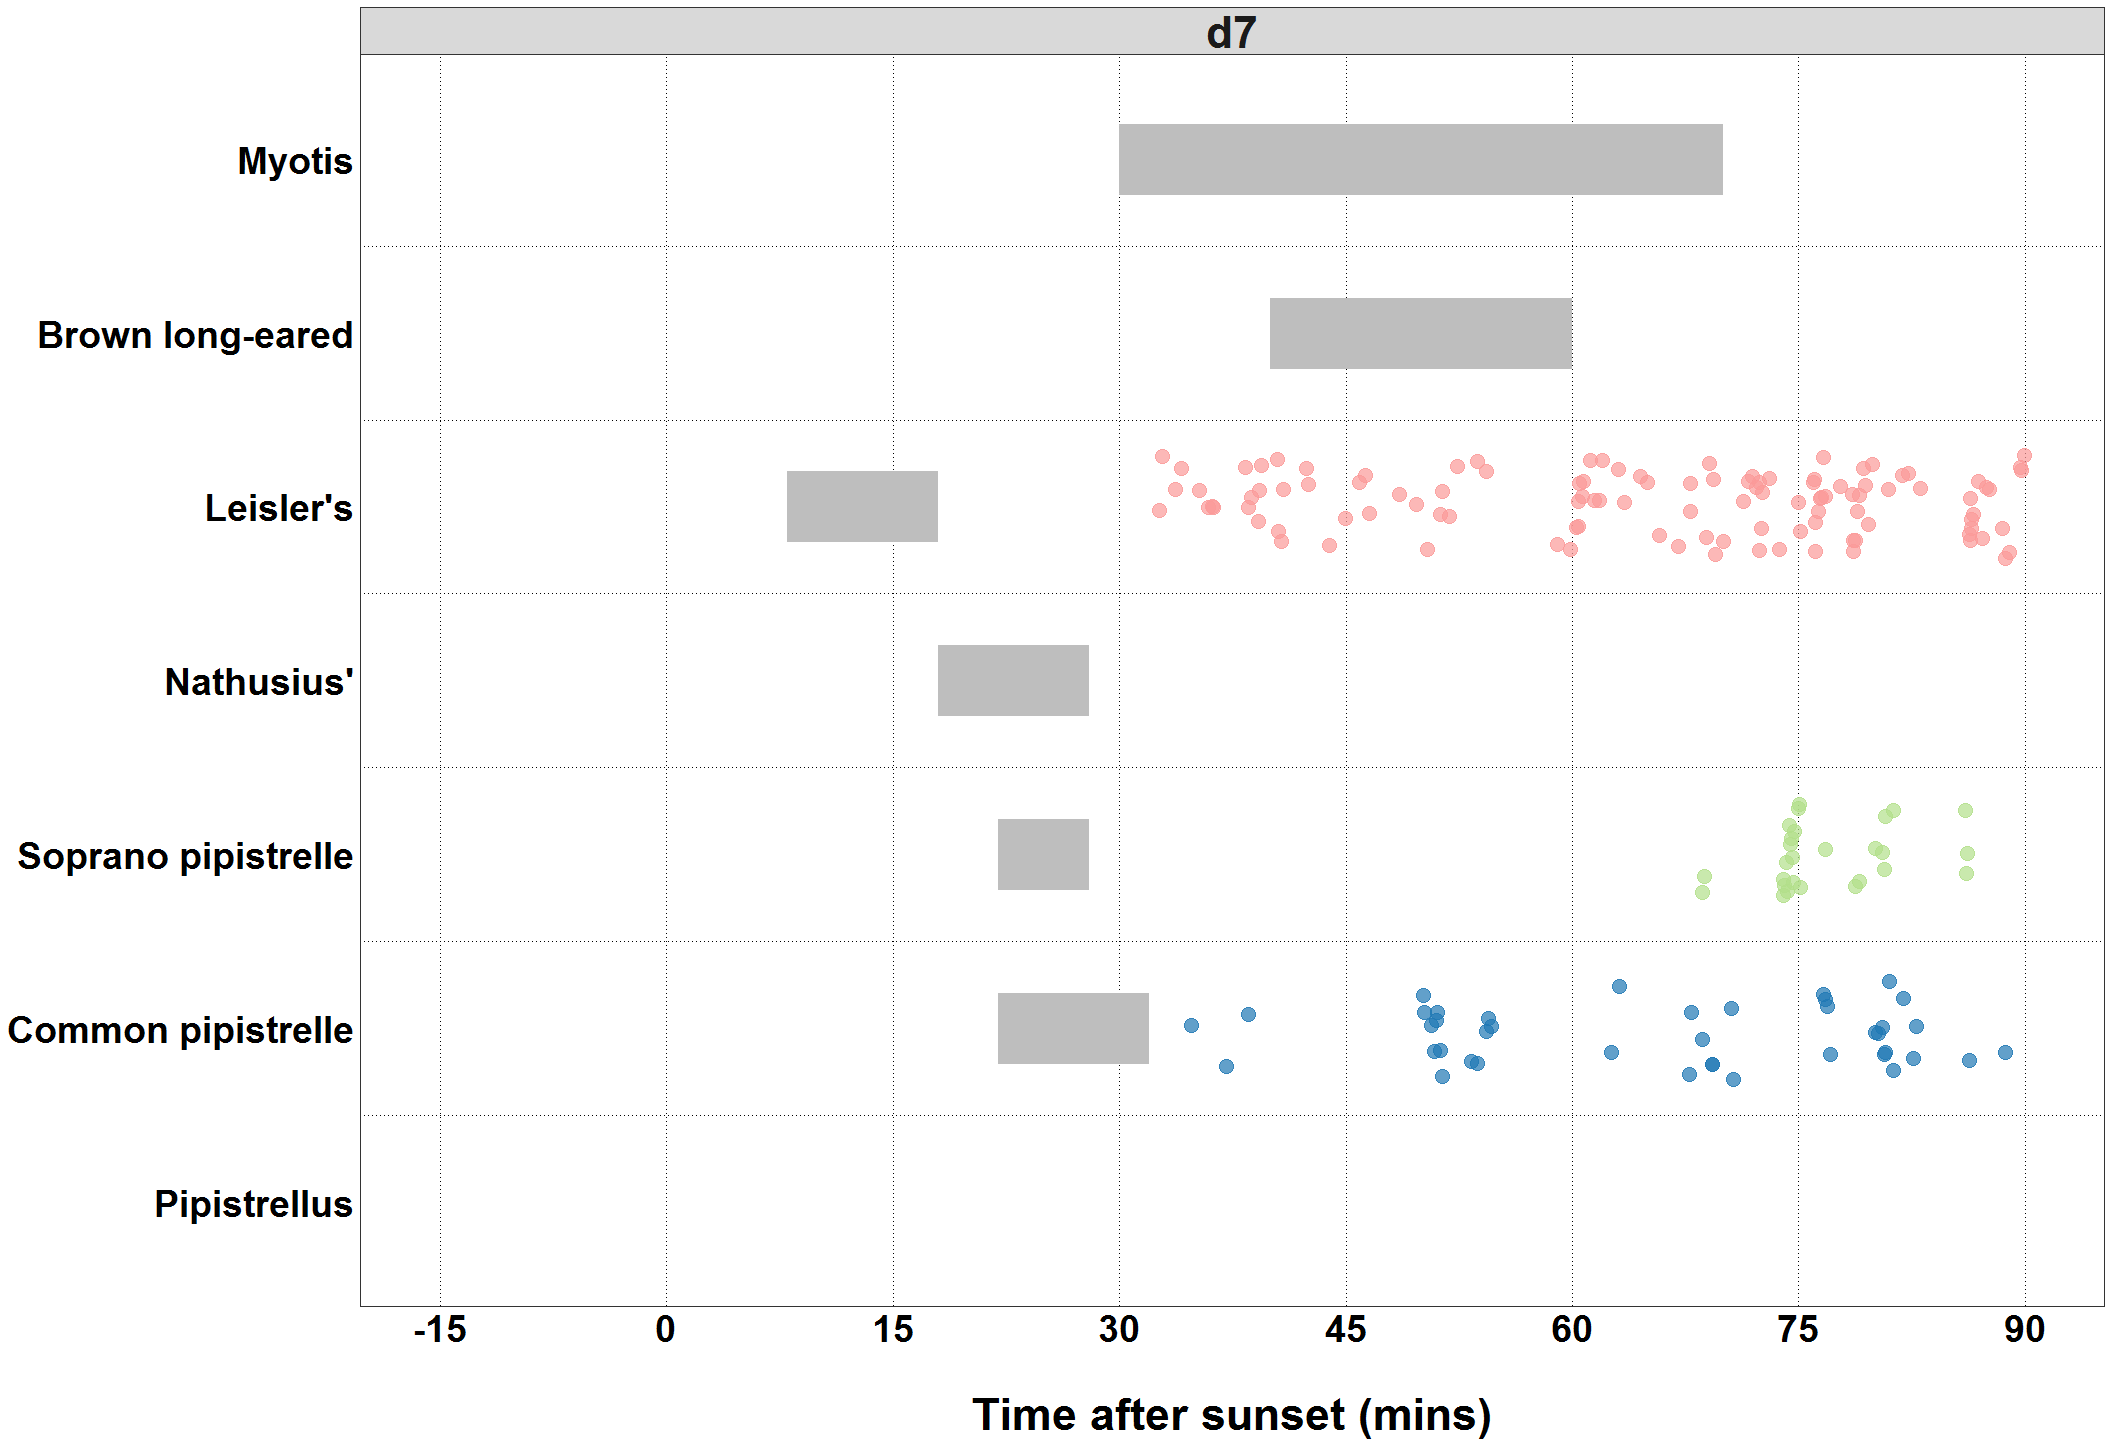 d7
Myotis
Brown long-eared
Leisler's
Nathusius'
Soprano pipistrelle
Common pipistrelle
Pipistrellus
-15 0 15 30 45 60 75 90
Time after sunset (mins)